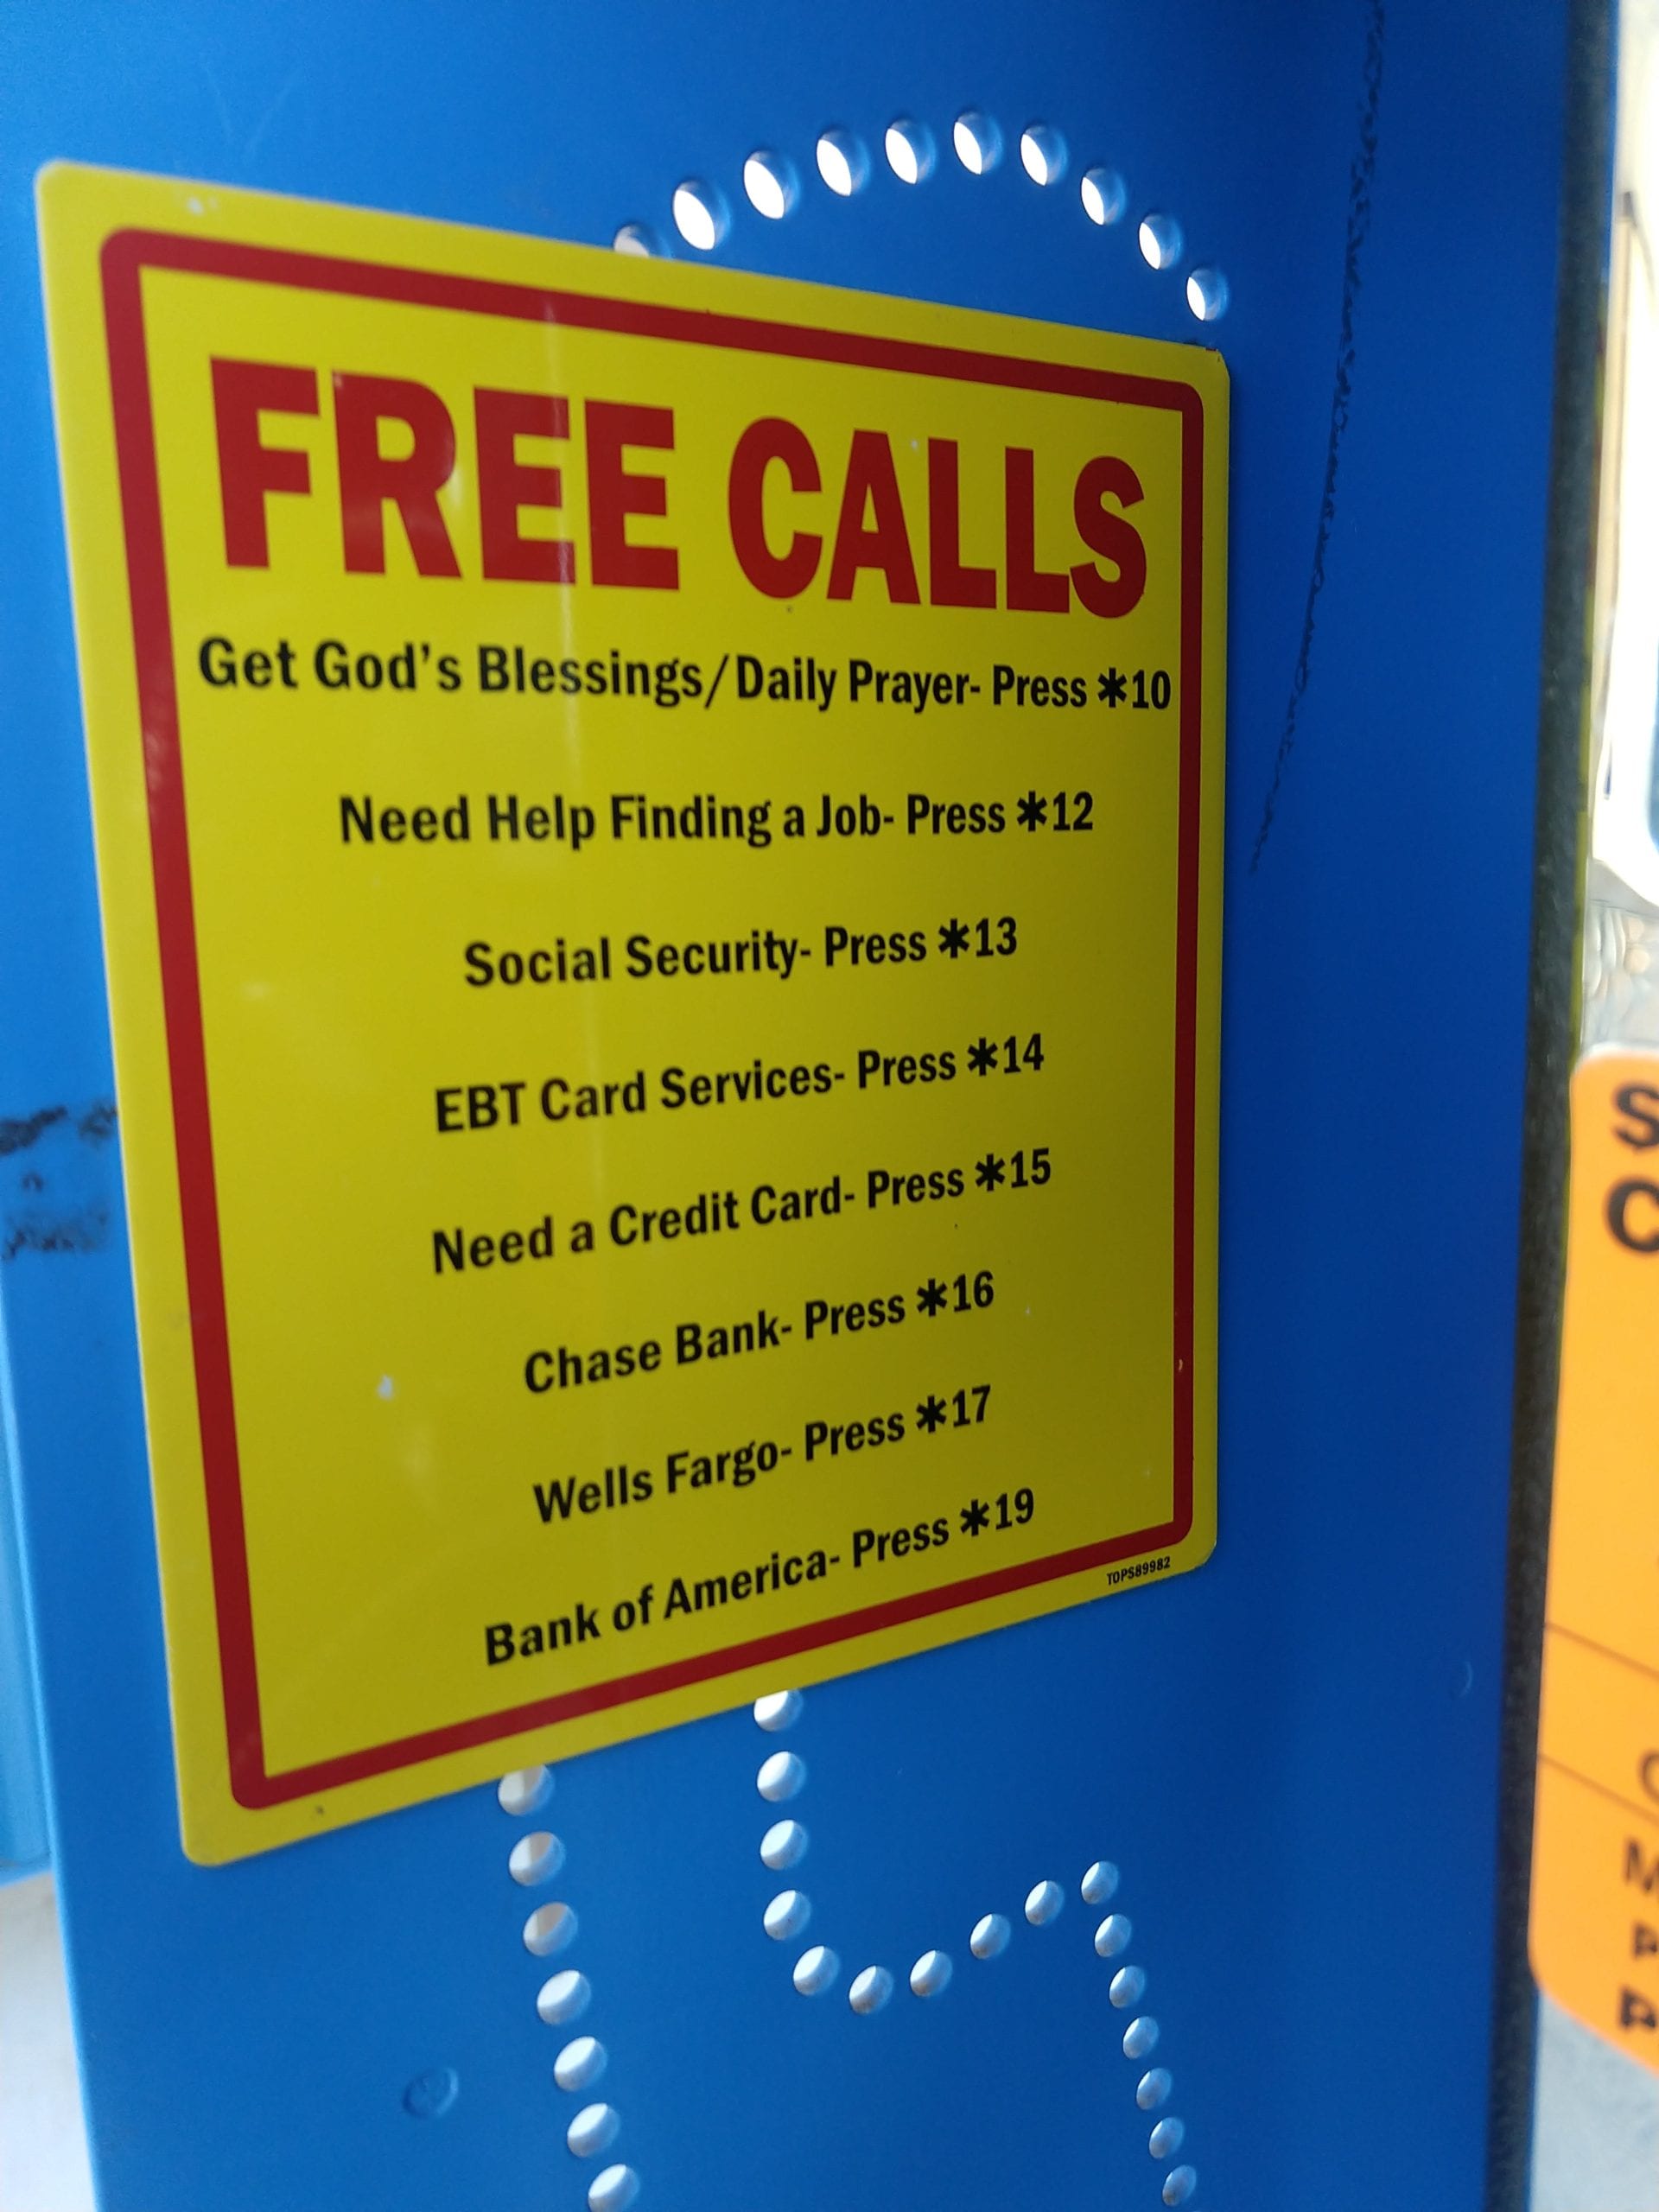 FREE CALLS
Get God's Blessings/Daily Prayer- Press *10
Need Help Finding a Job- Press *12
Social Security- Press *13
EBT Card Services- Press *14
Need a Credit Card- Press *15
Chase Bank- Press *16
Wells Fargo- Press *17
Bank of America- Press *19
TOPS89982